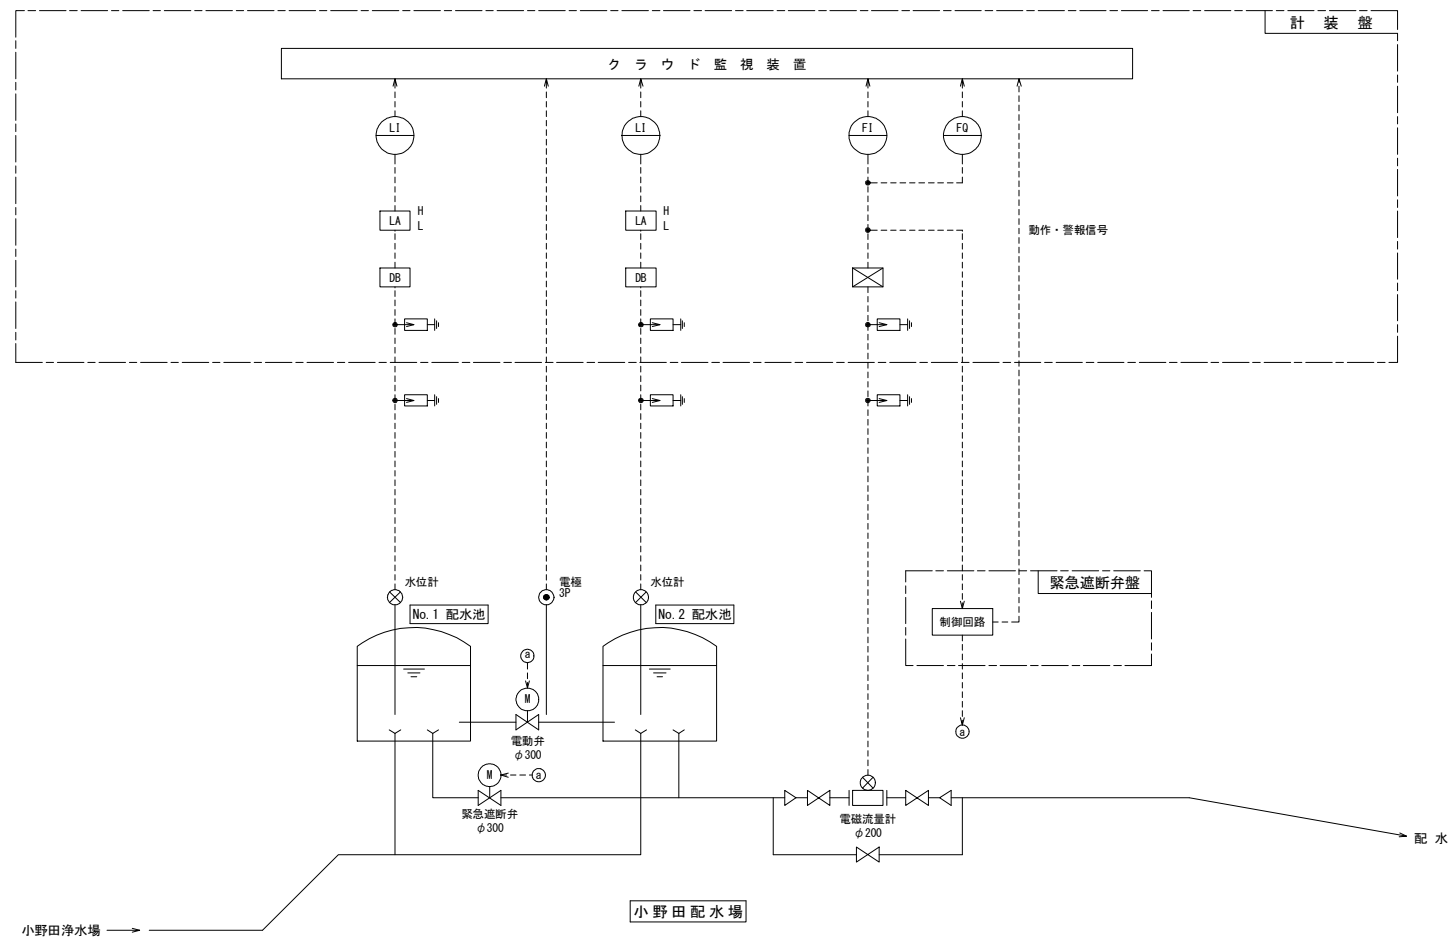 計装盤
クラウド監視装置
LI
LI
FI
FQ
LA
H
L
LA
H
L
動作・警報信号
DB
DB
水位計
電極
3P
水位計
緊急遮断弁盤
No.1 配水池
No.2 配水池
制御回路
a
M
電動弁
φ300
a
M
a
緊急遮断弁
φ300
電磁流量計
φ200
配水
小野田配水場
小野田浄水場